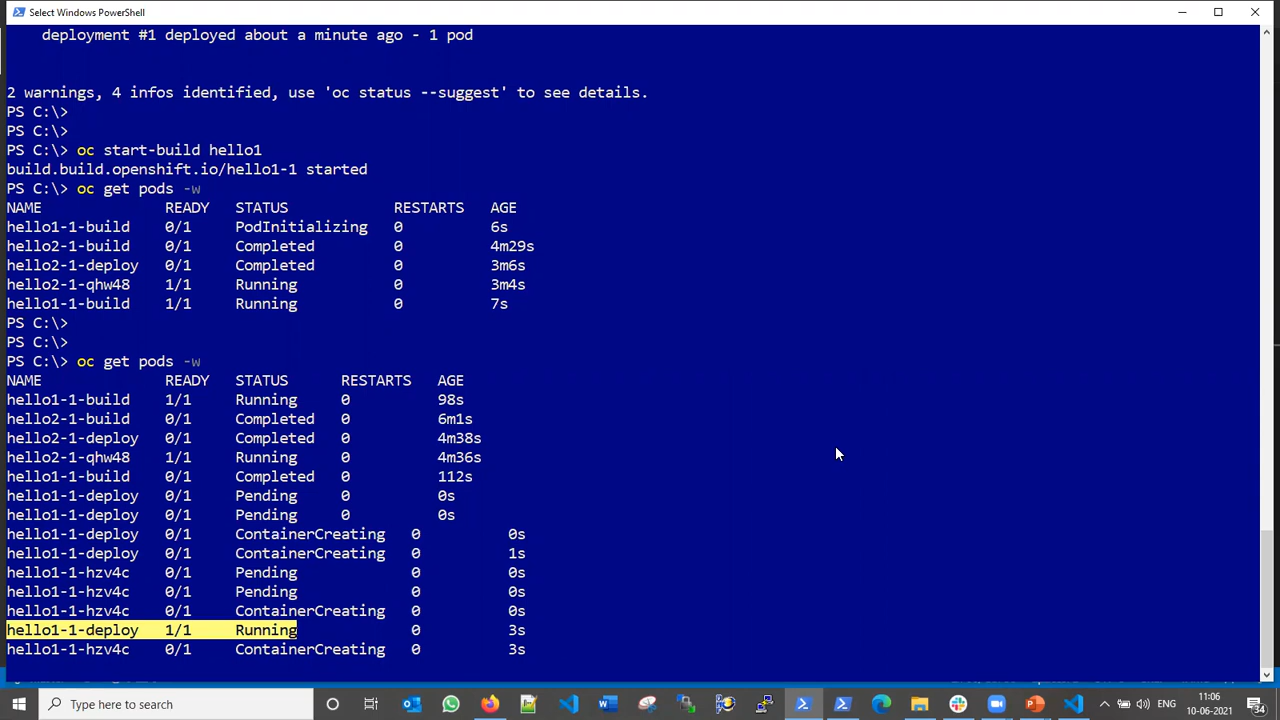 Select Windows PowerShell
deployment #1 deployed about a minute ago - 1 pod
2 warnings, 4 infos identified, use 'oc status --suggest' to see details.
PS C:\>
PS C:\>
PS C:\> oc start-build hello1
build.build.openshift.io/hello1-1 started
PS C:\> oc get pods -w
NAME READY STATUS RESTARTS AGE
hello1-1-build 0/1 PodInitializing 0 6s
hello2-1-build 0/1 Completed 0 4m29s
hello2-1-deploy 0/1 Completed 0 3m6s
hello2-1-qhw48 1/1 Running 0 3m4s
hello1-1-build 1/1 Running 0 7s
PS C:\>
PS C:\>
PS C:\> oc get pods -w
NAME READY STATUS RESTARTS AGE
hello1-1-build 1/1 Running 0 98s
hello2-1-build 0/1 Completed 0 6m1s
hello2-1-deploy 0/1 Completed 0 4m38s
hello2-1-qhw48 1/1 Running 0 4m36s
hello1-1-build 0/1 Completed 0 112s
hello1-1-deploy 0/1 Pending 0 0s
hello1-1-deploy 0/1 Pending 0 0s
hello1-1-deploy 0/1 ContainerCreating 0 0s
hello1-1-deploy 0/1 ContainerCreating 0 1s
hello1-1-hzv4c 0/1 Pending 0 0s
hello1-1-hzv4c 0/1 Pending 0 0s
hello1-1-hzv4c 0/1 ContainerCreating 0 0s
hello1-1-deploy 1/1 Running 0 3s
hello1-1-hzv4c 0/1 ContainerCreating 0 3s
Type here to search
ENG
11:06
10-06-2021
34